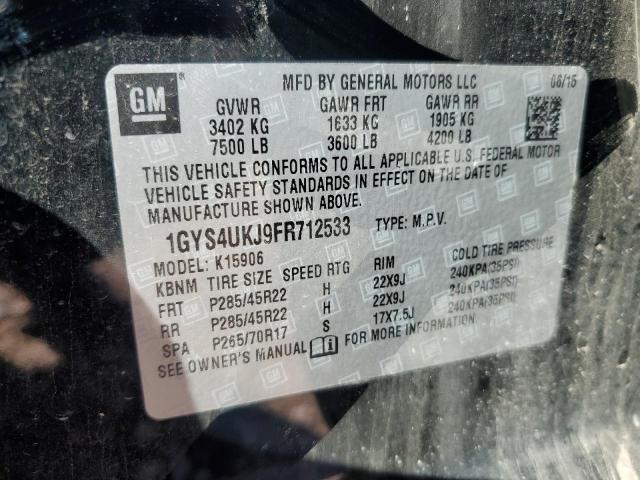 GM
MFD BY GENERAL MOTORS LLC 06/15
GVWR GAWR FRT GAWR RR
3402 KG 1633 KG 1905 KG
7500 LB 3600 LB 4200 LB
THIS VEHICLE CONFORMS TO ALL APPLICABLE U.S. FEDERAL MOTOR
VEHICLE SAFETY STANDARDS IN EFFECT ON THE DATE OF
MANUFACTURE SHOWN ABOVE.
1GYS4UKJ9FR712533 TYPE: M.P.V.
MODEL: K15906
KBNM TIRE SIZE SPEED RTG RIM COLD TIRE PRESSURE
FRT P285/45R22 H 22X9J 240KPA(35PSI)
RR P285/45R22 H 22X9J 240KPA(35PSI)
SPA P265/70R17 S 17X7.5J 240KPA(35PSI)
SEE OWNER'S MANUAL FOR MORE INFORMATION